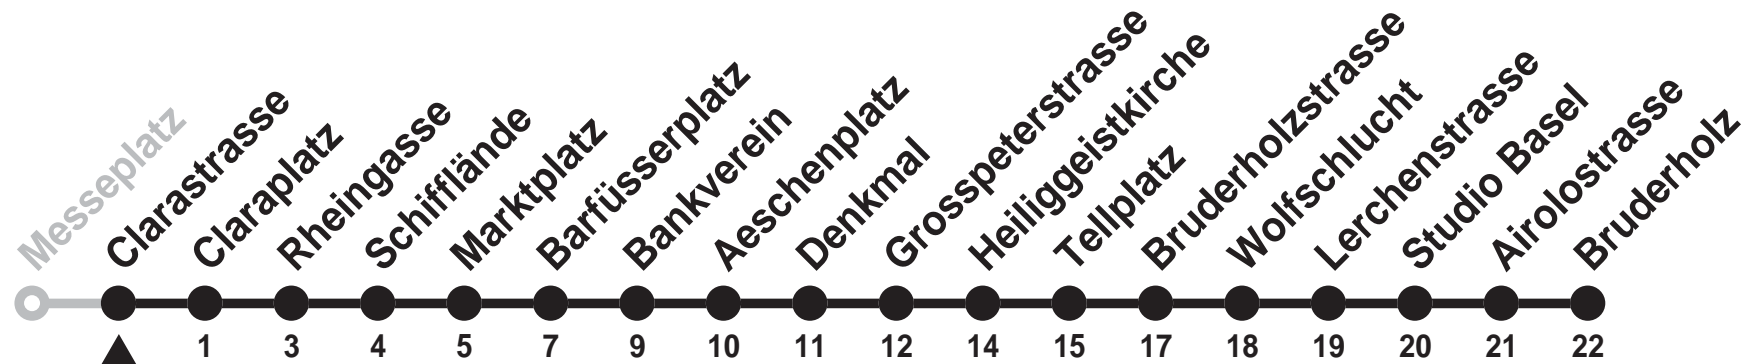 Messeplatz
Clarastrasse
Claraplatz
Rheingasse
Schifflände
Marktplatz
Barfüsserplatz
Bankverein
Aeschenplatz
Denkmal
Grosspeterstrasse
Heiliggeistkirche
Tellplatz
Bruderholzstrasse
Wolfschlucht
Lerchenstrasse
Studio Basel
Airolostrasse
Bruderholz
1 3 4 5 7 9 10 11 12 14 15 17 18 19 20 21 22